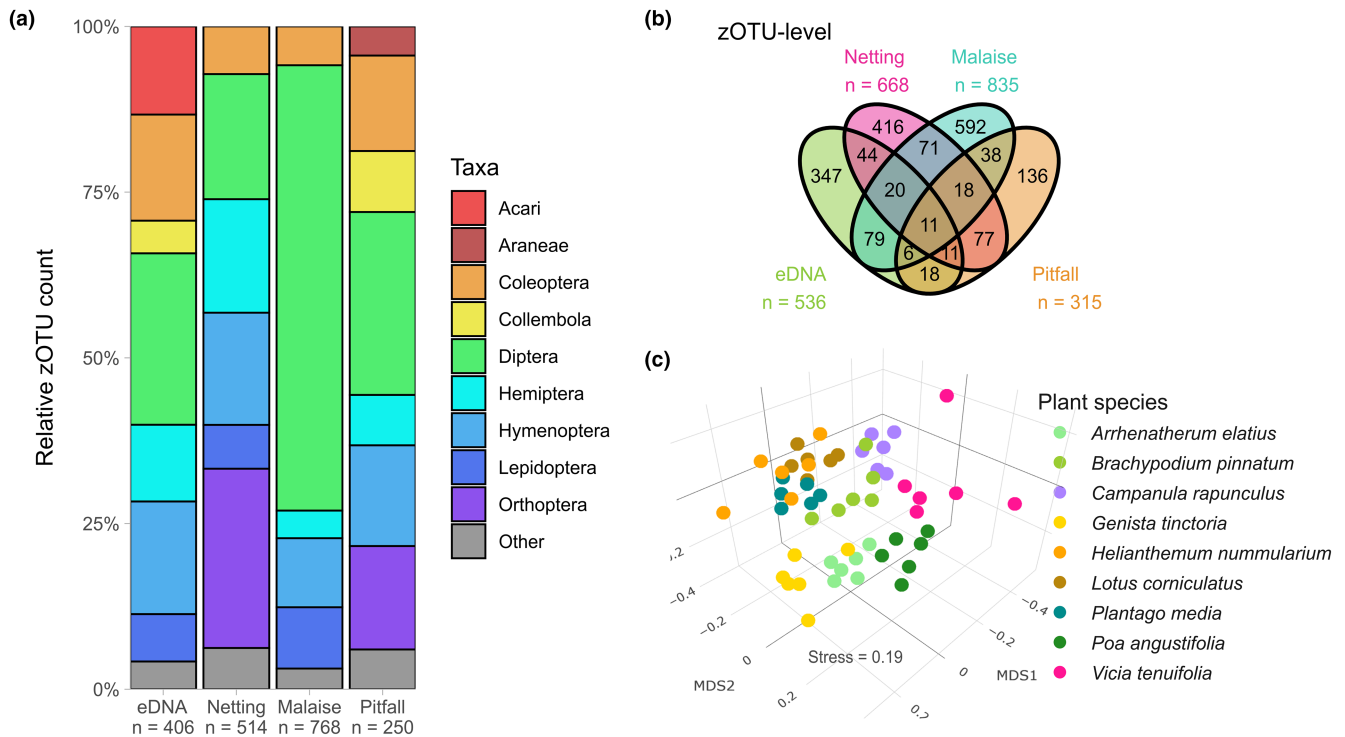 (a)
100%
75%
50%
25%
0%
Relative zOTU count
eDNA
n = 406
Netting
n = 514
Malaise
n = 768
Pitfall
n = 250
Taxa
Acari
Araneae
Coleoptera
Collembola
Diptera
Hemiptera
Hymenoptera
Lepidoptera
Orthoptera
Other
(b)
zOTU-level
Netting
n = 668
Malaise
n = 835
416
592
44
71
38
347
20
18
136
11
79
77
6
11
18
eDNA
n = 536
Pitfall
n = 315
(c)
Plant species
Arrhenatherum elatius
Brachypodium pinnatum
Campanula rapunculus
Genista tinctoria
Helianthemum nummularium
Lotus corniculatus
Plantago media
Poa angustifolia
Vicia tenuifolia
−0.4
−0.2
0
0.2
MDS2
Stress = 0.19
−0.4
−0.2
0
MDS1